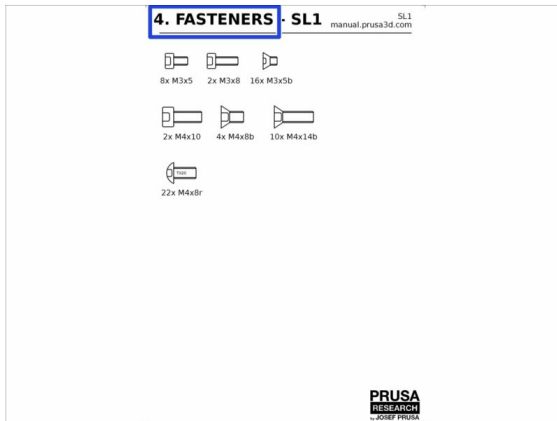 4. FASTENERS - SL1
SL1
manual.prusa3d.com
8x M3x5 2x M3x8 16x M3x5b
2x M4x10 4x M4x8b 10x M4x14b
22x M4x8r
PRUSA
RESEARCH
by JOSEF PRUSA